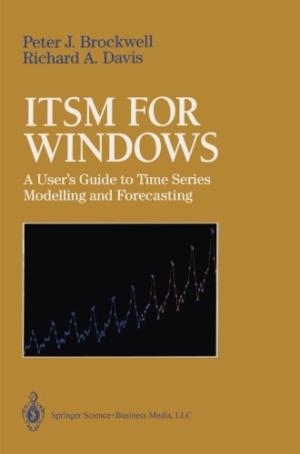 Peter J. Brockwell
Richard A. Davis
ITSM FOR
WINDOWS
A User's Guide to Time Series
Modelling and Forecasting
Springer Science+Business Media, LLC